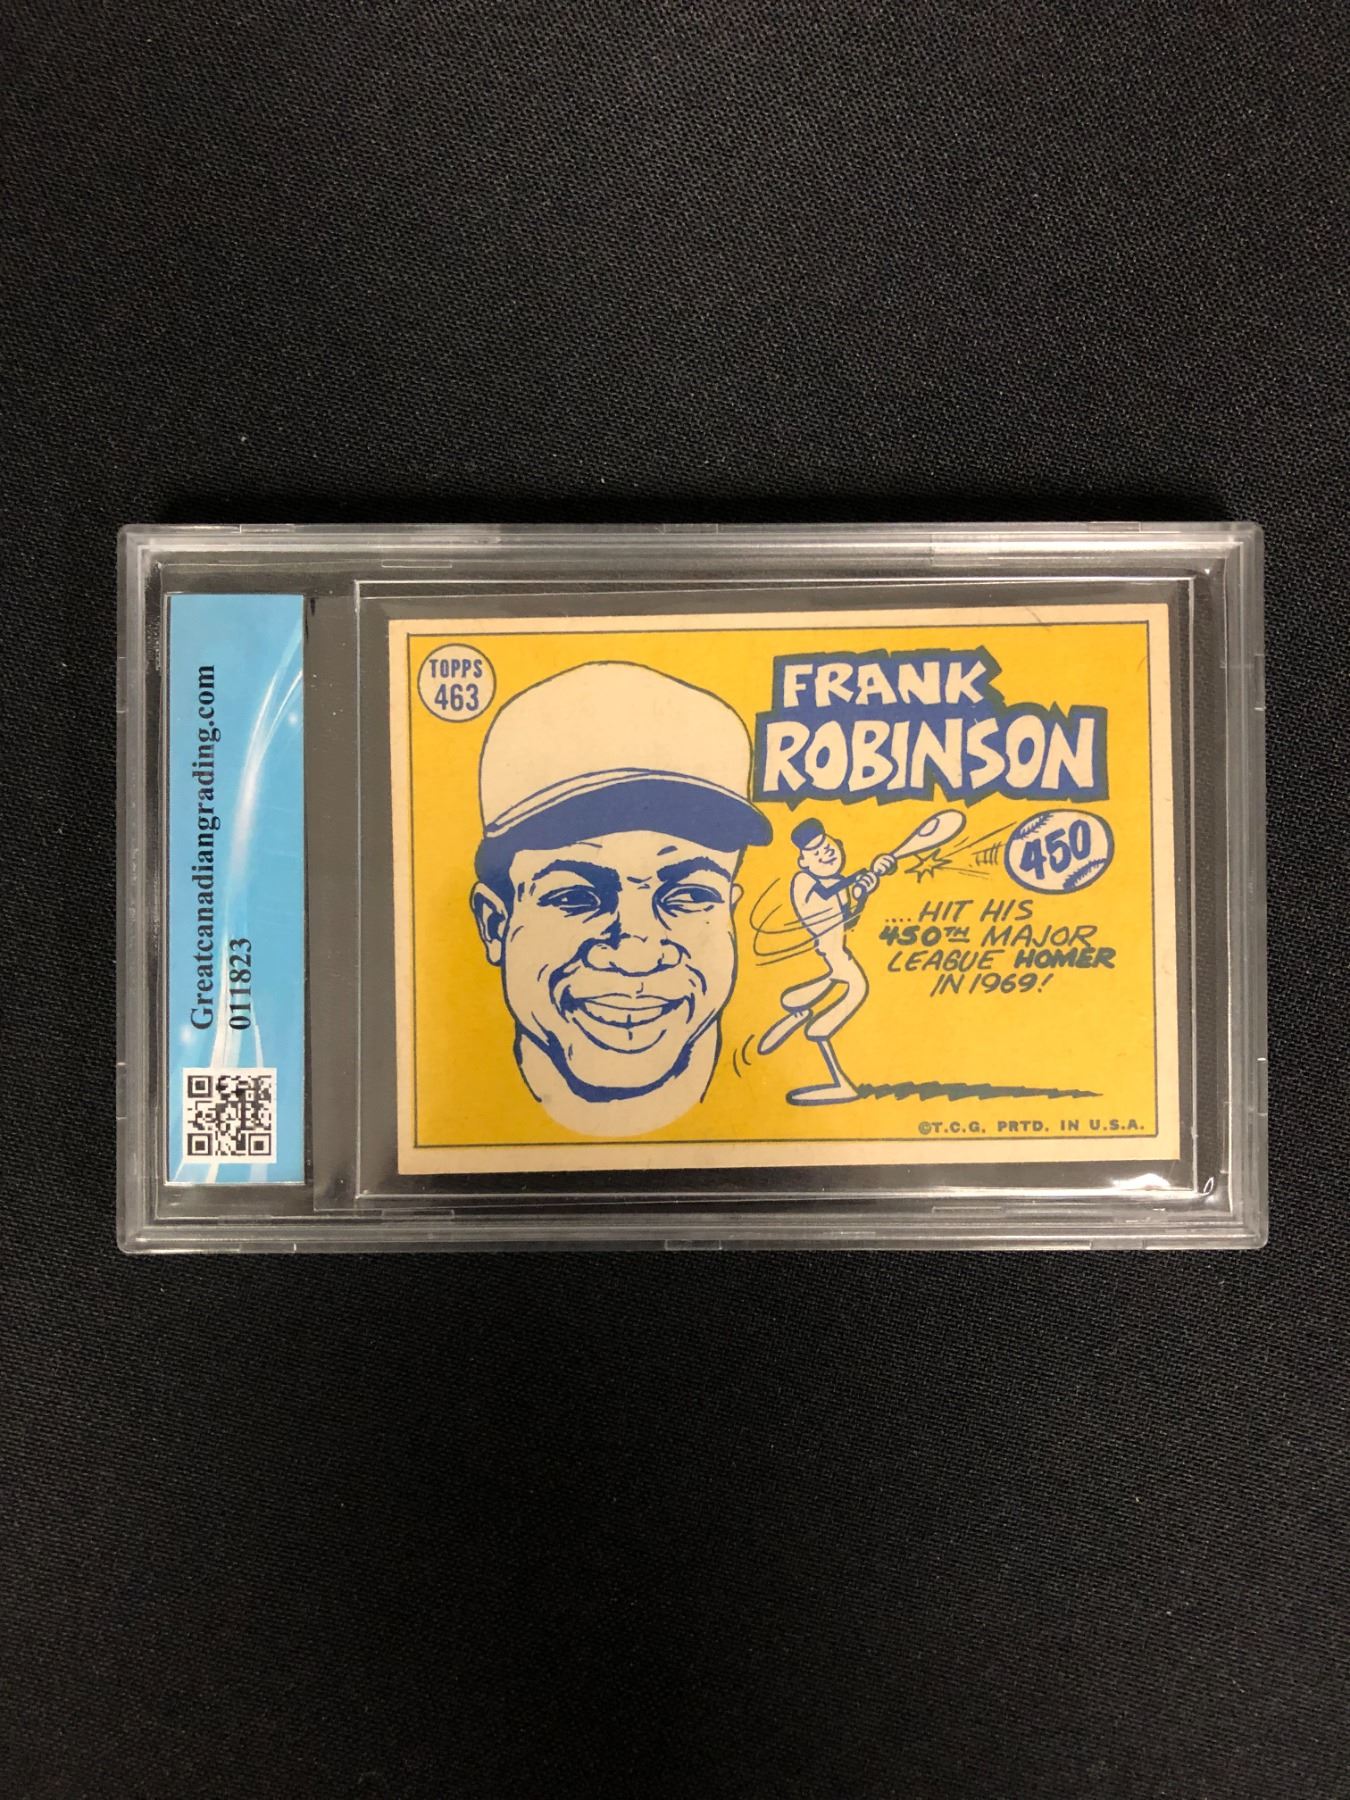 Greatcanadiangrading.com
011823
TOPPS
463
FRANK
ROBINSON
450
....HIT HIS
450TH MAJOR
LEAGUE HOMER
IN 1969!
©T.C.G. PRTD. IN U.S.A.